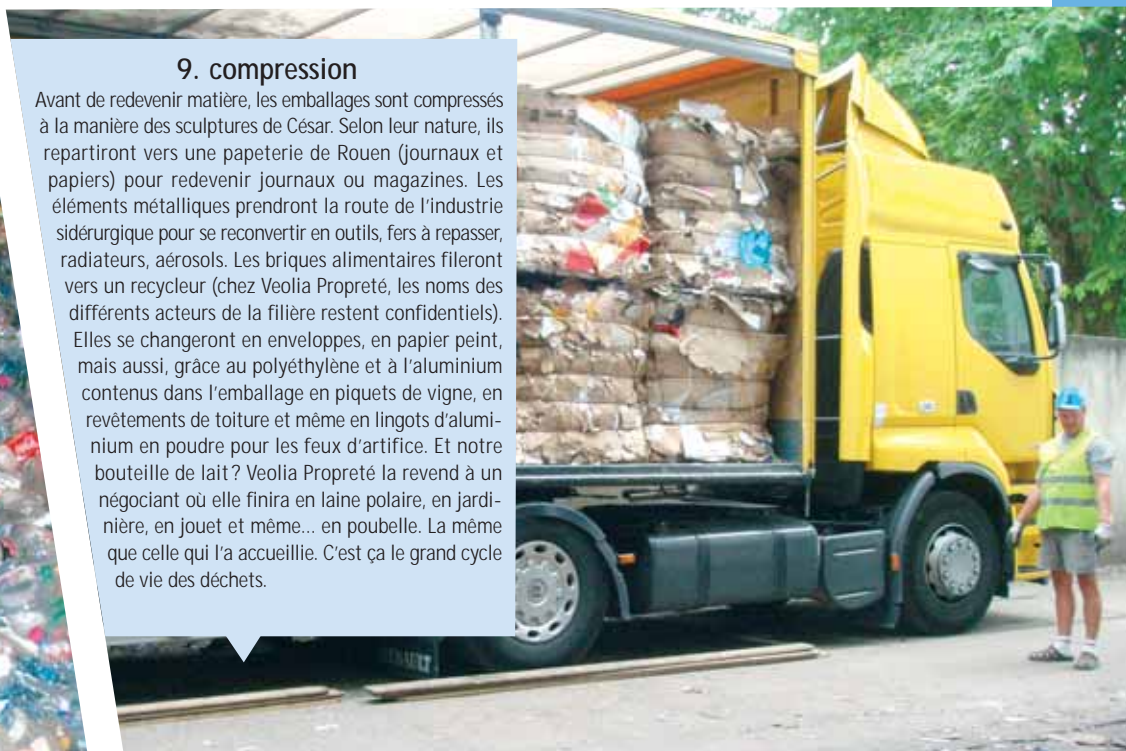 9. compression
Avant de redevenir matière, les emballages sont compressés
à la manière des sculptures de César. Selon leur nature, ils
repartiront vers une papeterie de Rouen (journaux et
papiers) pour redevenir journaux ou magazines. Les
éléments métalliques prendront la route de l'industrie
sidérurgique pour se reconvertir en outils, fers à repasser,
radiateurs, aérosols. Les briques alimentaires fileront
vers un recycleur (chez Veolia Propreté, les noms des
différents acteurs de la filière restent confidentiels).
Elles se changeront en enveloppes, en papier peint,
mais aussi, grâce au polyéthylène et à l'aluminium
contenus dans l'emballage en piquets de vigne, en
revêtements de toiture et même en lingots d'alumi-
nium en poudre pour les feux d'artifice. Et notre
bouteille de lait ? Veolia Propreté la revend à un
négociant où elle finira en laine polaire, en jardi-
nière, en jouet et même... en poubelle. La même
que celle qui l'a accueillie. C'est ça le grand cycle
de vie des déchets.
RENAULT